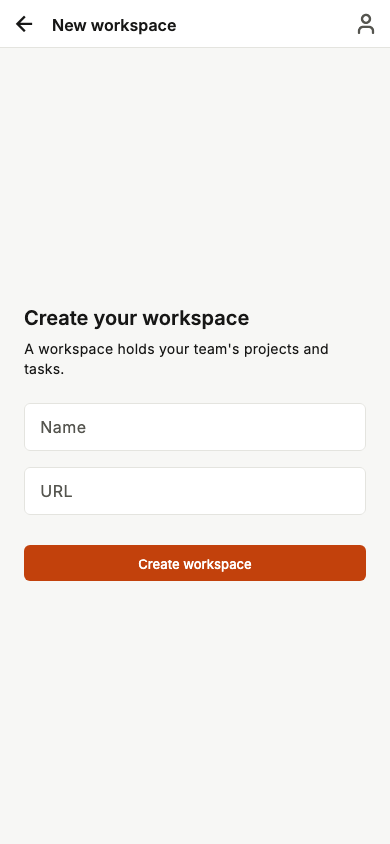 New workspace
Create your workspace
A workspace holds your team's projects and
tasks.
Name
URL
Create workspace